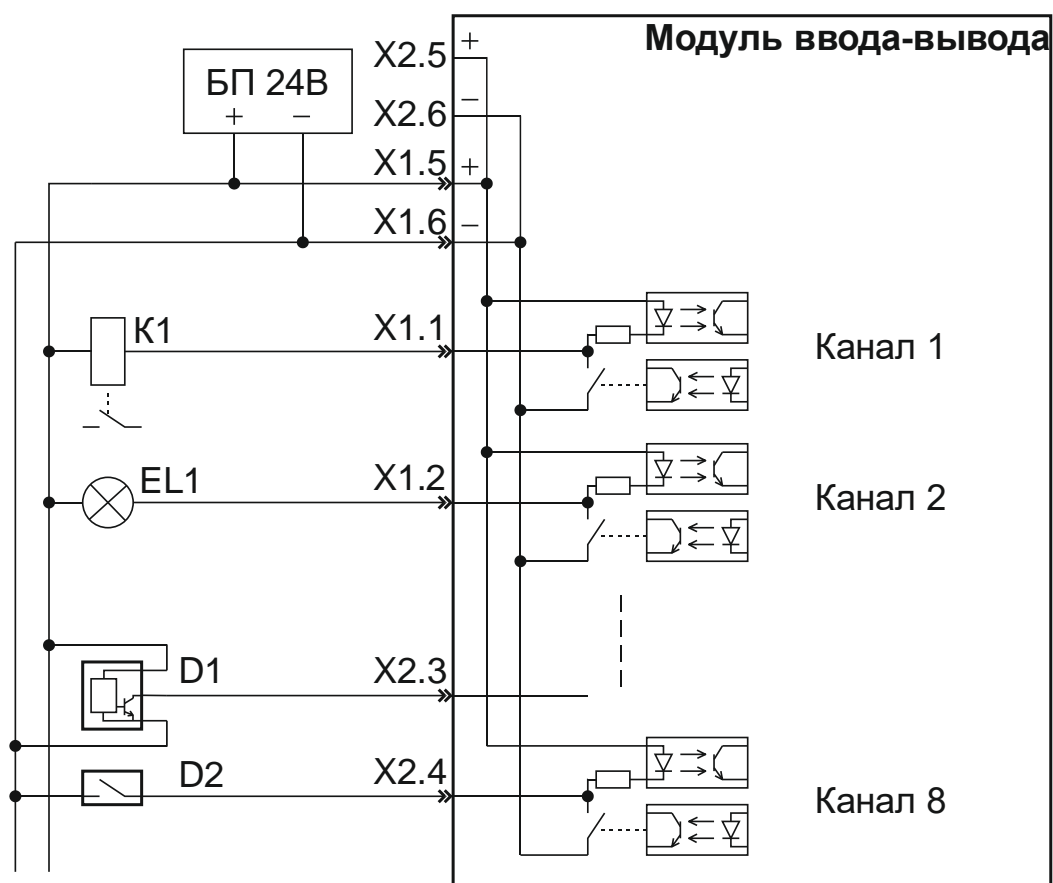 Модуль ввода-вывода
X2.5 +
БП 24В
+ −
X2.6 −
X1.5 +
X1.6 −
К1
X1.1
Канал 1
EL1
X1.2
Канал 2
D1
X2.3
D2
X2.4
Канал 8